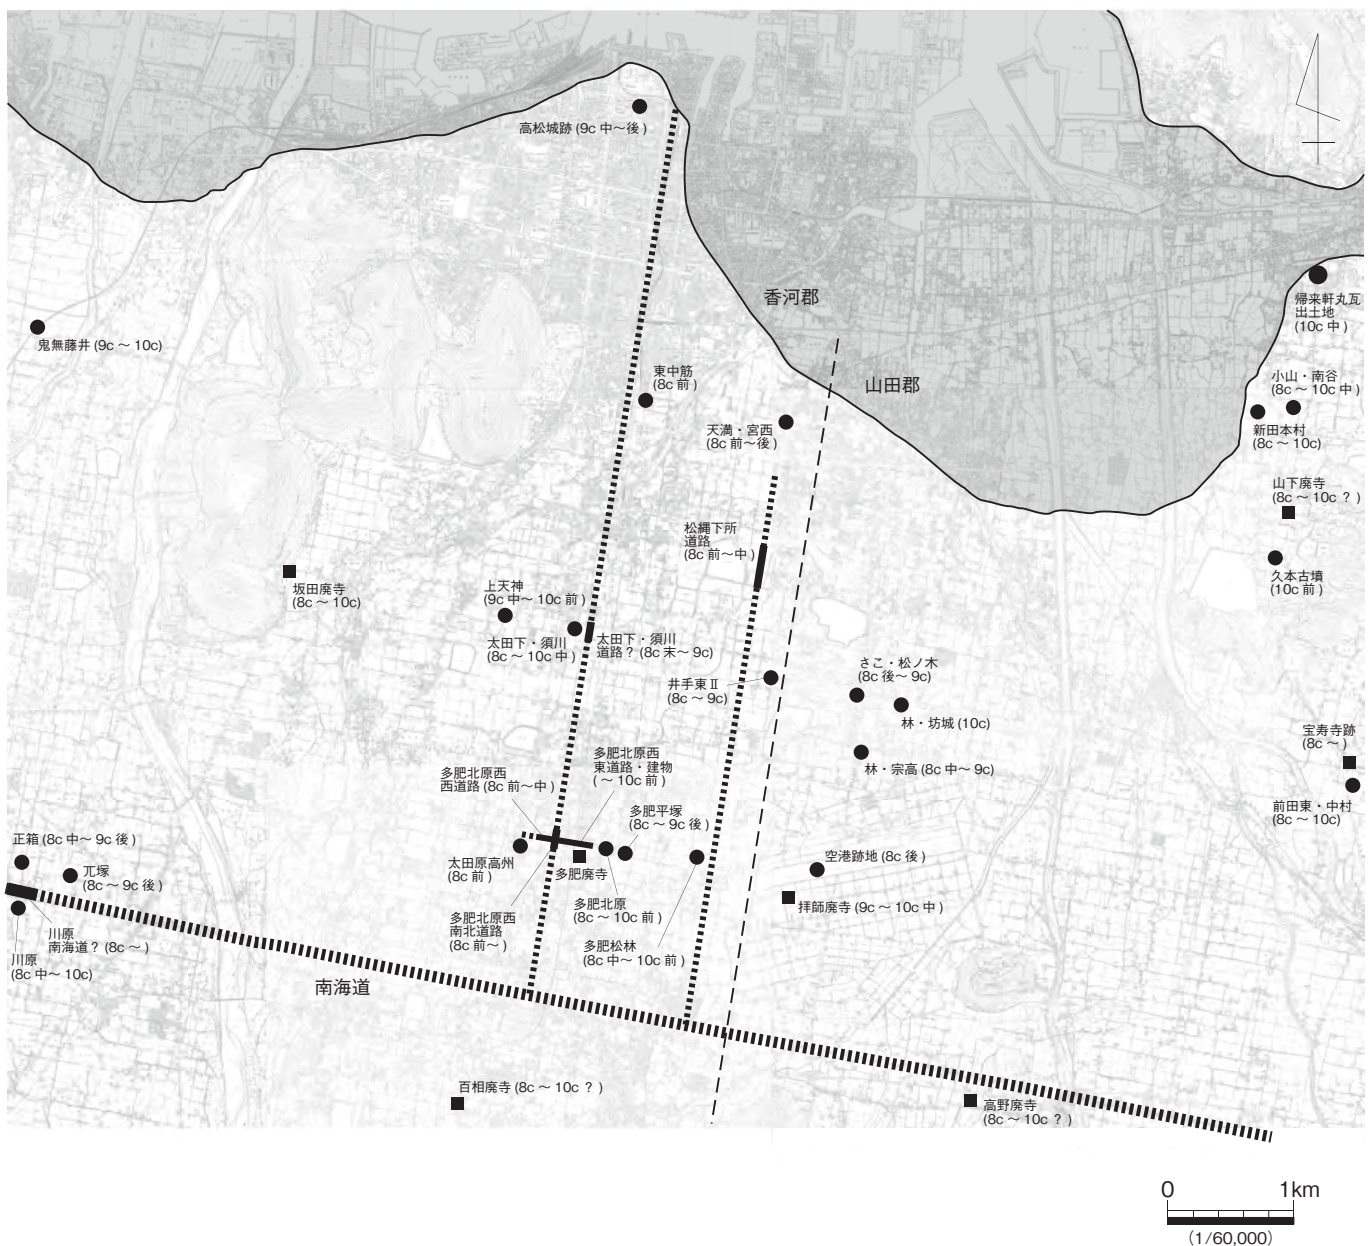 高松城跡 (9c 中～後 )
香河郡
帰来軒丸瓦
出土地
(10c 中 )
鬼無藤井 (9c ～ 10c)
東中筋
(8c 前 )
山田郡
小山・南谷
(8c ～ 10c 中 )
天満・宮西
(8c 前～後 )
新田本村
(8c ～ 10c)
山下廃寺
(8c ～ 10c ？ )
松縄下所
道路
(8c 前～中 )
久本古墳
(10c 前 )
坂田廃寺
(8c ～ 10c)
上天神
(9c 中～ 10c 前 )
太田下・須川
(8c ～ 10c 中 )
太田下・須川
道路？ (8c 末～ 9c)
井手東Ⅱ
(8c ～ 9c)
さこ・松ノ木
(8c 後～ 9c)
林・坊城 (10c)
林・宗高 (8c 中～ 9c)
宝寿寺跡
(8c ～ )
前田東・中村
(8c ～ 10c)
多肥北原西
東道路・建物
( ～ 10c 前 )
多肥北原西
西道路 (8c 前～中 )
多肥平塚
(8c ～ 9c 後 )
正箱 (8c 中～ 9c 後 )
兀塚
(8c ～ 9c 後 )
太田原高州
(8c 前 )
多肥廃寺
空港跡地 (8c 後 )
拝師廃寺 (9c ～ 10c 中 )
多肥北原
(8c ～ 10c 前 )
多肥北原西
南北道路
(8c 前～ )
多肥松林
(8c 中～ 10c 前 )
川原
南海道？ (8c ～ )
川原
(8c 中～ 10c)
南海道
百相廃寺 (8c ～ 10c ？ )
高野廃寺
(8c ～ 10c ？ )
0 1km
（1/60,000）